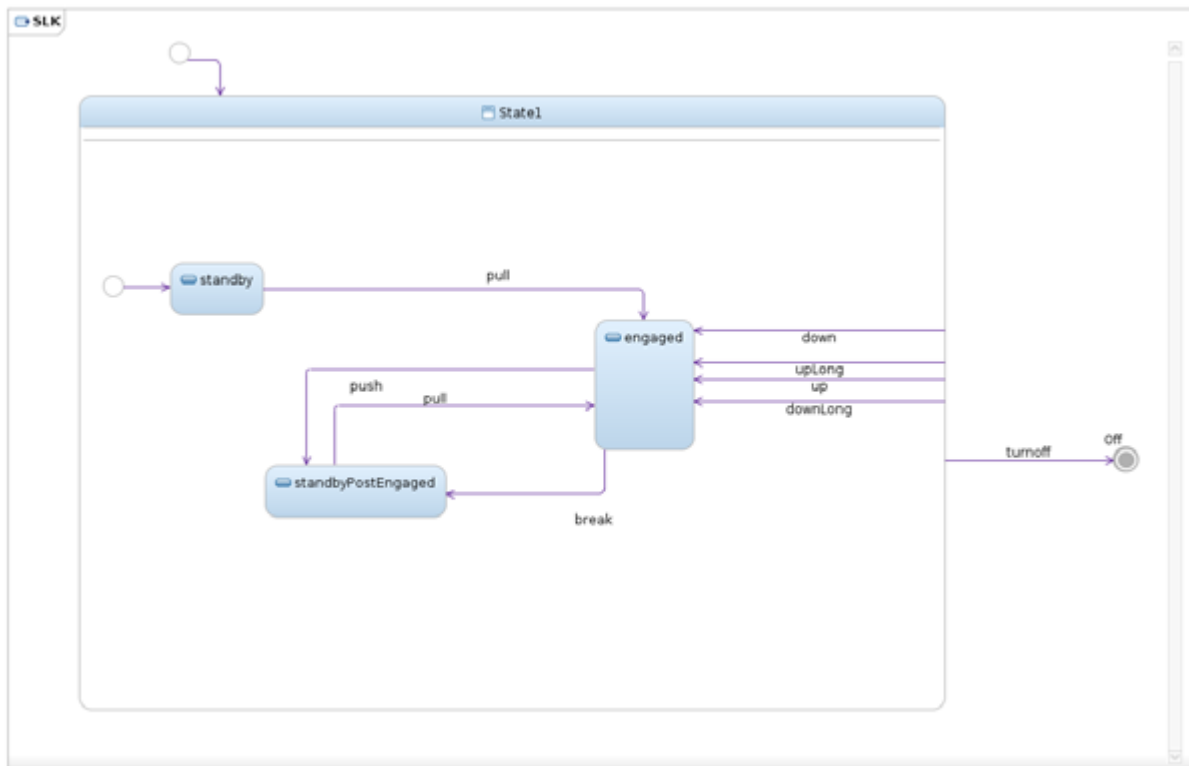 SLK
State1
standby
pull
engaged
down
upLong
up
downLong
push
pull
Off
turnoff
standbyPostEngaged
break